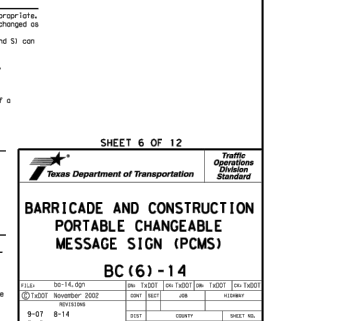 propriate.
changed as
nd S) can
f a
SHEET 6 OF 12
Texas Department of Transportation
Traffic
Operations
Division
Standard
BARRICADE AND CONSTRUCTION
PORTABLE CHANGEABLE
MESSAGE SIGN (PCMS)
BC(6)-14
FILE: bc-14.dgn DN: TxDOT CK: TxDOT DW: TxDOT CK: TxDOT
© TxDOT November 2002 CONT SECT JOB HIGHWAY
REVISIONS
9-07 8-14
DIST COUNTY SHEET NO.
e